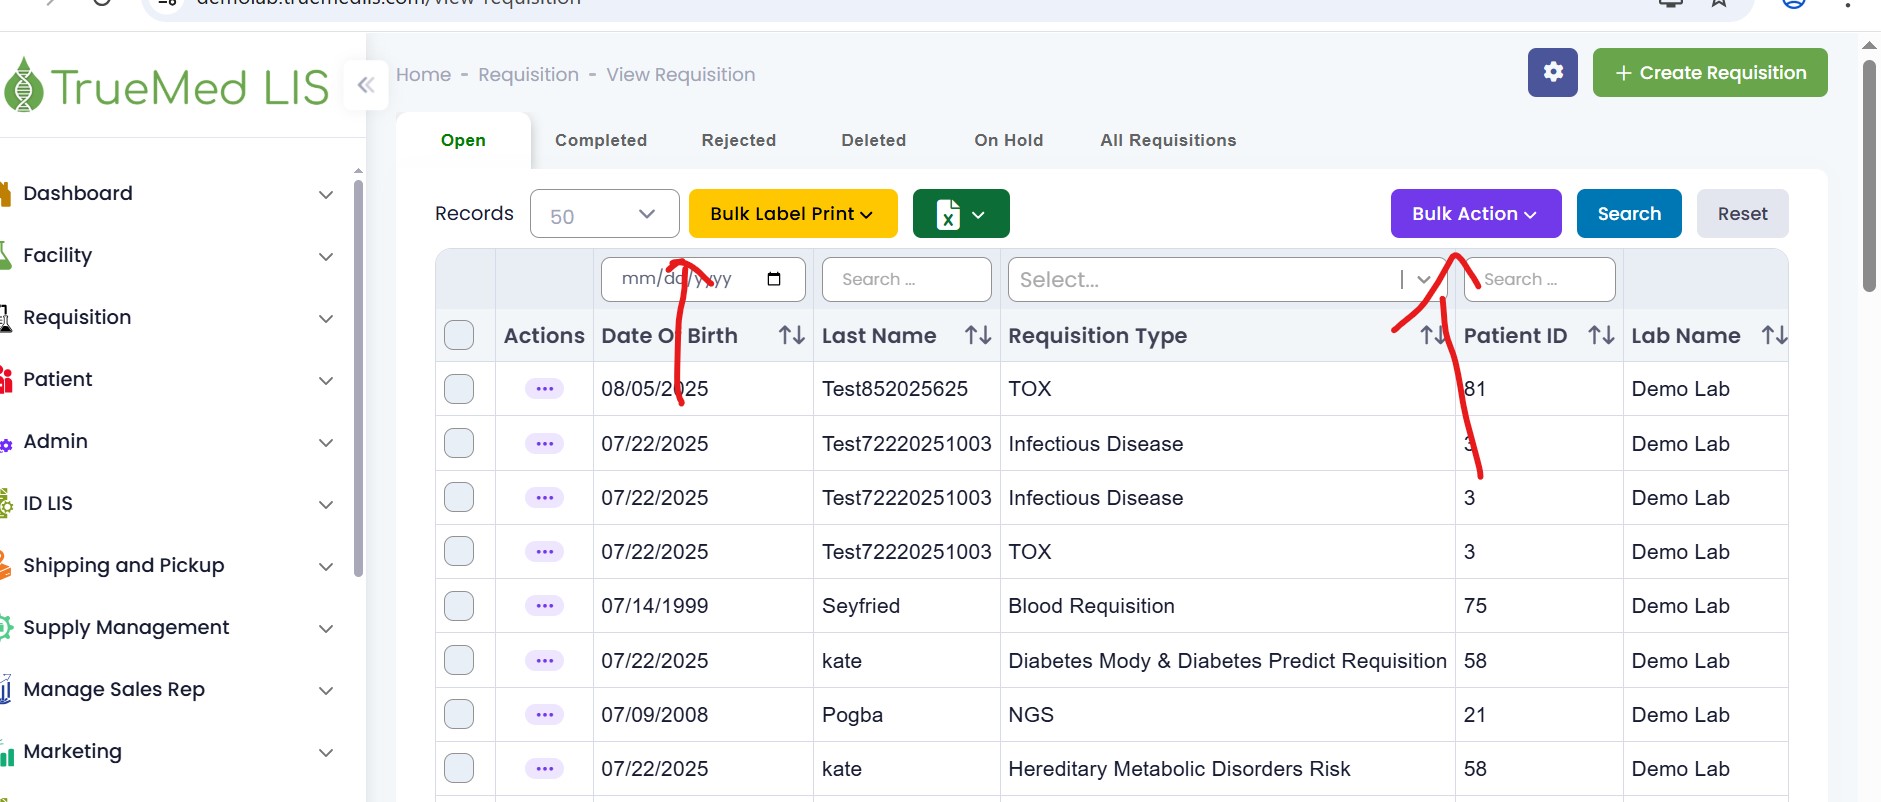 TrueMed LIS
Home - Requisition - View Requisition
+ Create Requisition
Open Completed Rejected Deleted On Hold All Requisitions
Dashboard
Facility
Requisition
Patient
Admin
ID LIS
Shipping and Pickup
Supply Management
Manage Sales Rep
Marketing
Records 50 Bulk Label Print Bulk Action Search Reset
mm/dd/yyyy Search ... Select... Search ...
Actions Date Of Birth Last Name Requisition Type Patient ID Lab Name
08/05/2025 Test852025625 TOX 81 Demo Lab
07/22/2025 Test72220251003 Infectious Disease 3 Demo Lab
07/22/2025 Test72220251003 Infectious Disease 3 Demo Lab
07/22/2025 Test72220251003 TOX 3 Demo Lab
07/14/1999 Seyfried Blood Requisition 75 Demo Lab
07/22/2025 kate Diabetes Mody & Diabetes Predict Requisition 58 Demo Lab
07/09/2008 Pogba NGS 21 Demo Lab
07/22/2025 kate Hereditary Metabolic Disorders Risk 58 Demo Lab